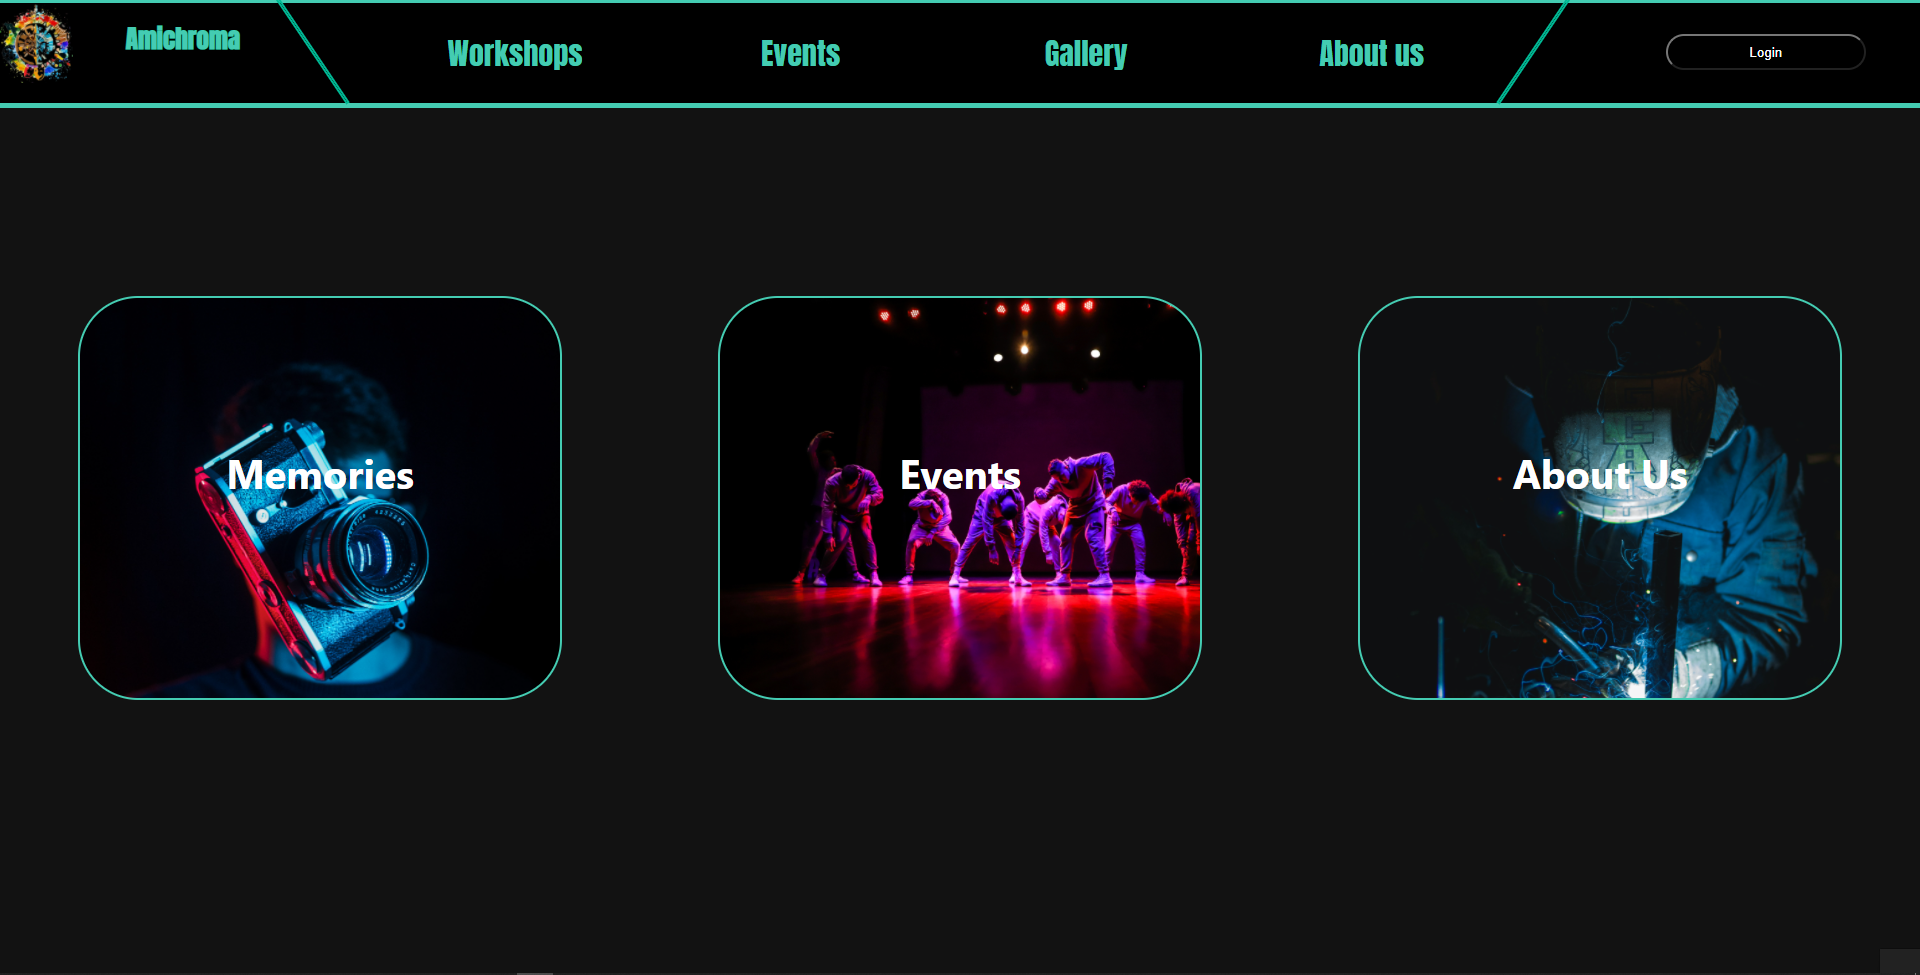 Amichroma
Workshops
Events
Gallery
About us
Login
Memories
Events
About Us